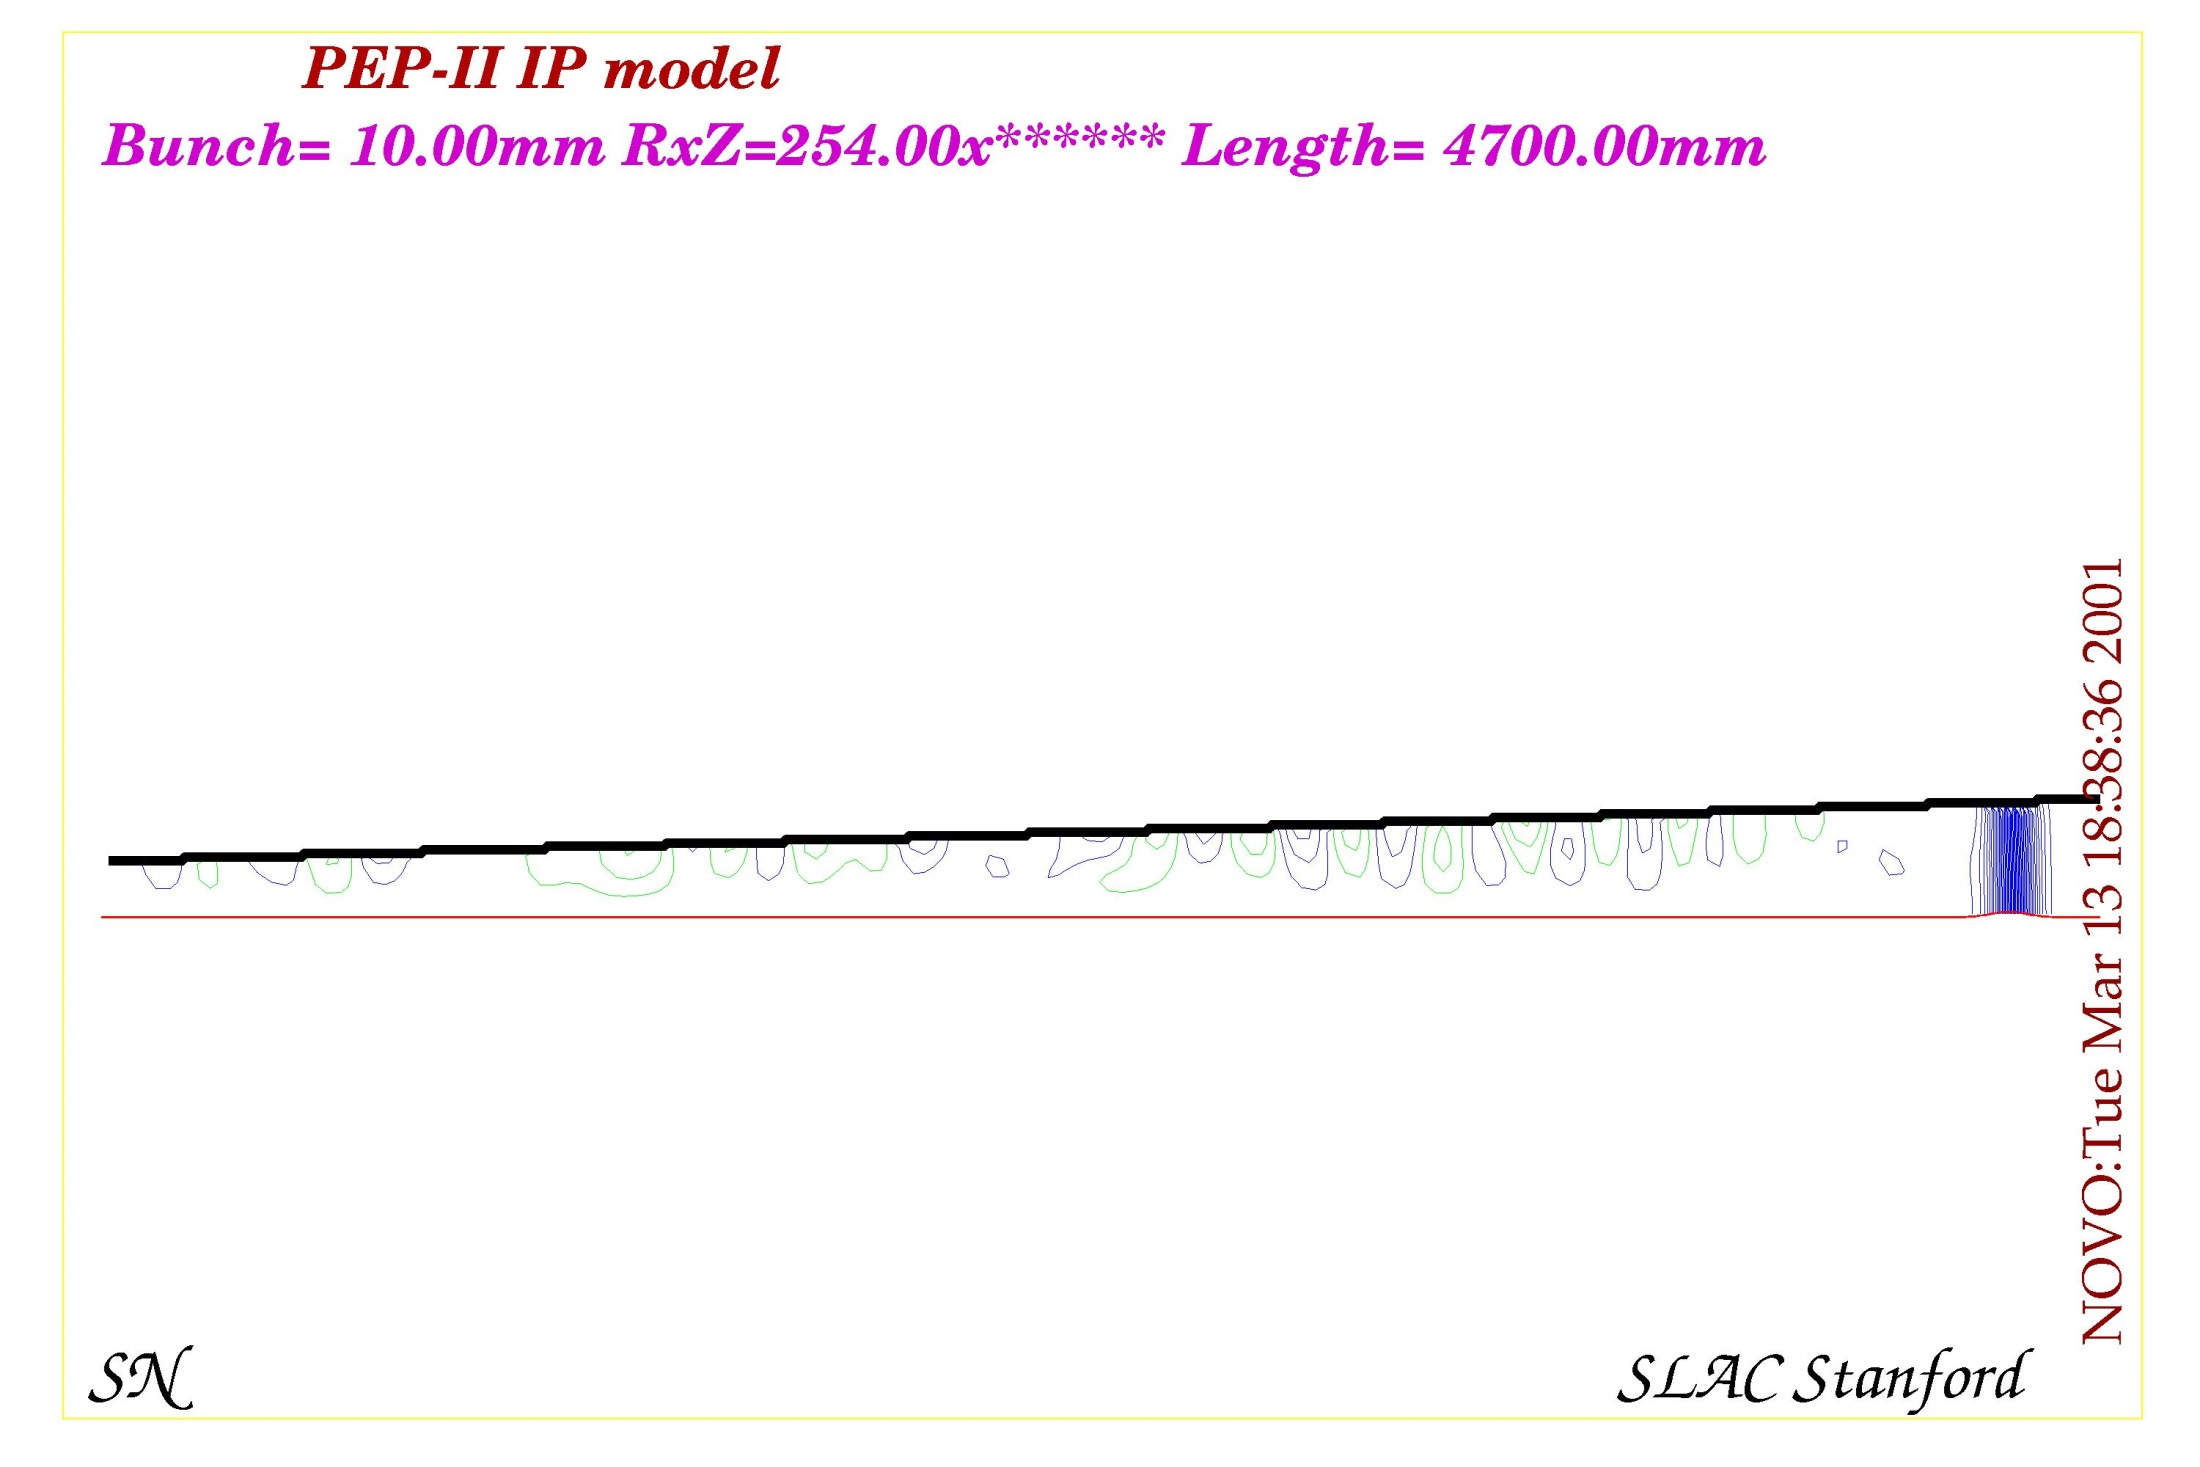 PEP-II IP model
Bunch= 10.00mm RxZ=254.00x****** Length= 4700.00mm
NOVO:Tue Mar 13 18:38:36 2001
SN
SLAC Stanford